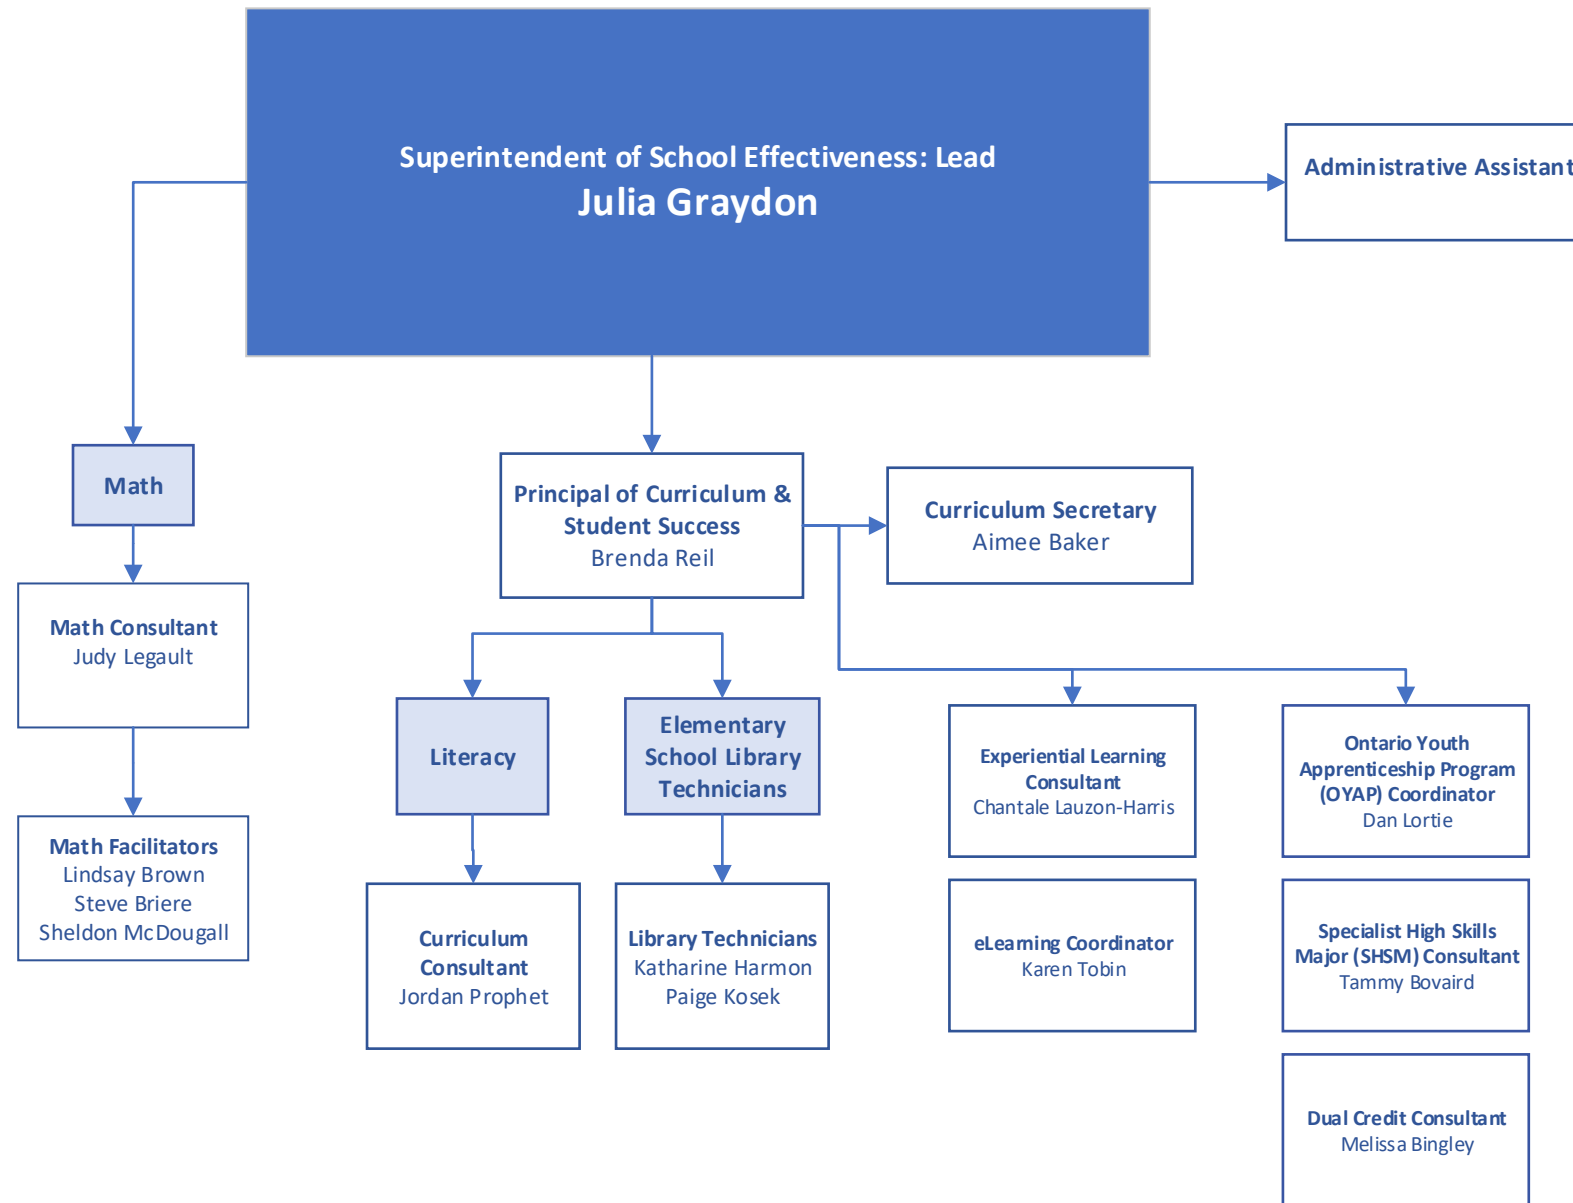 Superintendent of School Effectiveness: Lead
Julia Graydon
Administrative Assistant
Math
Principal of Curriculum &
Student Success
Brenda Reil
Curriculum Secretary
Aimee Baker
Math Consultant
Judy Legault
Literacy
Elementary
School Library
Technicians
Experiential Learning
Consultant
Chantale Lauzon-Harris
Ontario Youth
Apprenticeship Program
(OYAP) Coordinator
Dan Lortie
Math Facilitators
Lindsay Brown
Steve Briere
Sheldon McDougall
Curriculum
Consultant
Jordan Prophet
Library Technicians
Katharine Harmon
Paige Kosek
eLearning Coordinator
Karen Tobin
Specialist High Skills
Major (SHSM) Consultant
Tammy Bovaird
Dual Credit Consultant
Melissa Bingley